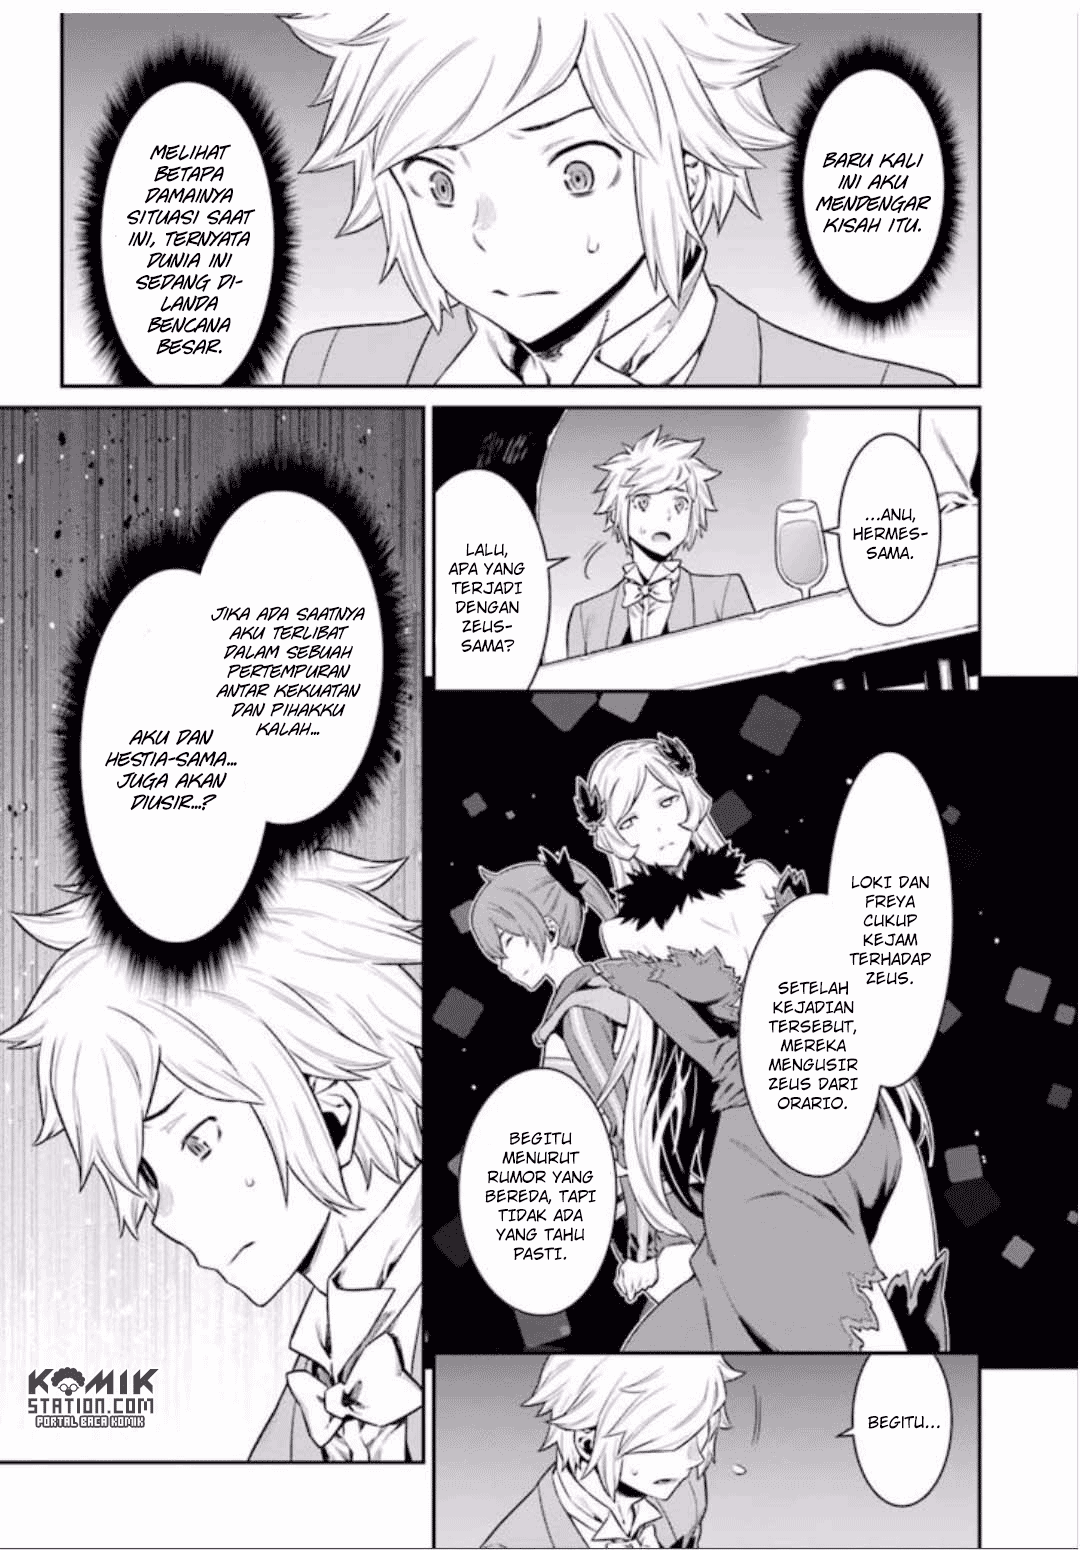 BARU KALI
INI AKU
MENDENGAR
KISAH ITU.
MELIHAT
BETAPA
DAMAINYA
SITUASI SAAT
INI, TERNYATA
DUNIA INI
SEDANG DI-
LANDA
BENCANA
BESAR.
...ANU,
HERMES-
SAMA.
LALU,
APA YANG
TERJADI
DENGAN
ZEUS-
SAMA?
LOKI DAN
FREYA
CUKUP
KEJAM
TERHADAP
ZEUS.
SETELAH
KEJADIAN
TERSEBUT,
MEREKA
MENGUSIR
ZEUS DARI
ORARIO.
BEGITU
MENURUT
RUMOR YANG
BEREDA, TAPI
TIDAK ADA
YANG TAHU
PASTI.
BEGITU...
JIKA ADA SAATNYA
AKU TERLIBAT
DALAM SEBUAH
PERTEMPURAN
ANTAR KEKUATAN
DAN PIHAKKU
KALAH...
AKU DAN
HESTIA-SAMA...
JUGA AKAN
DIUSIR...?
KOMIK
STATION.COM
PORTAL BACA KOMIK